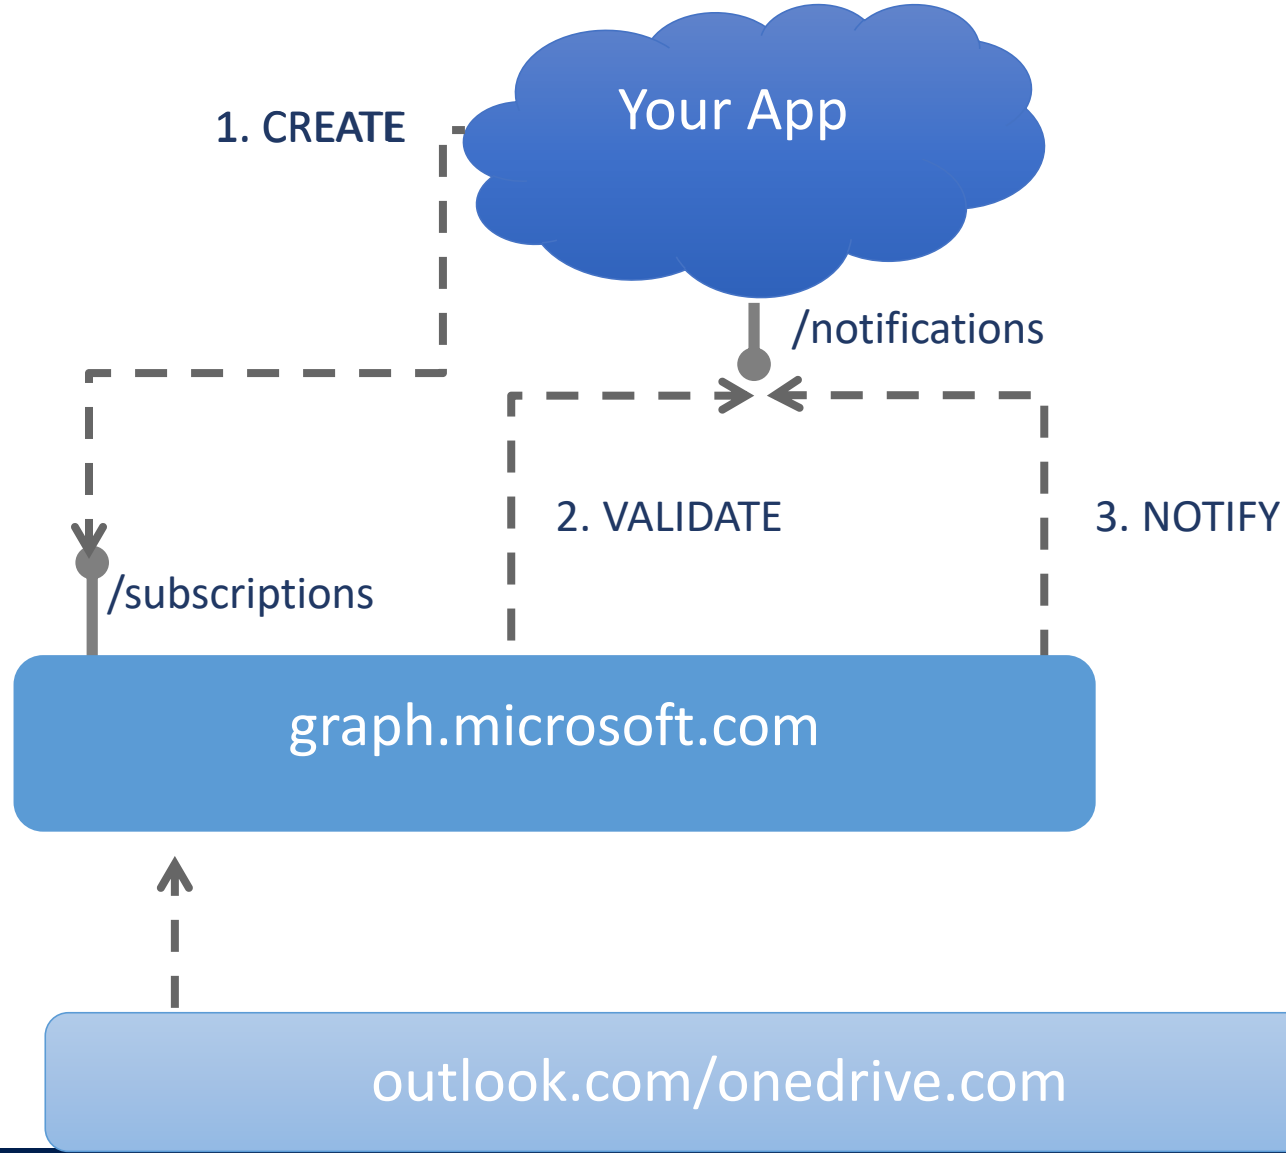 Your App
1. CREATE
/notifications
2. VALIDATE
3. NOTIFY
/subscriptions
graph.microsoft.com
outlook.com/onedrive.com